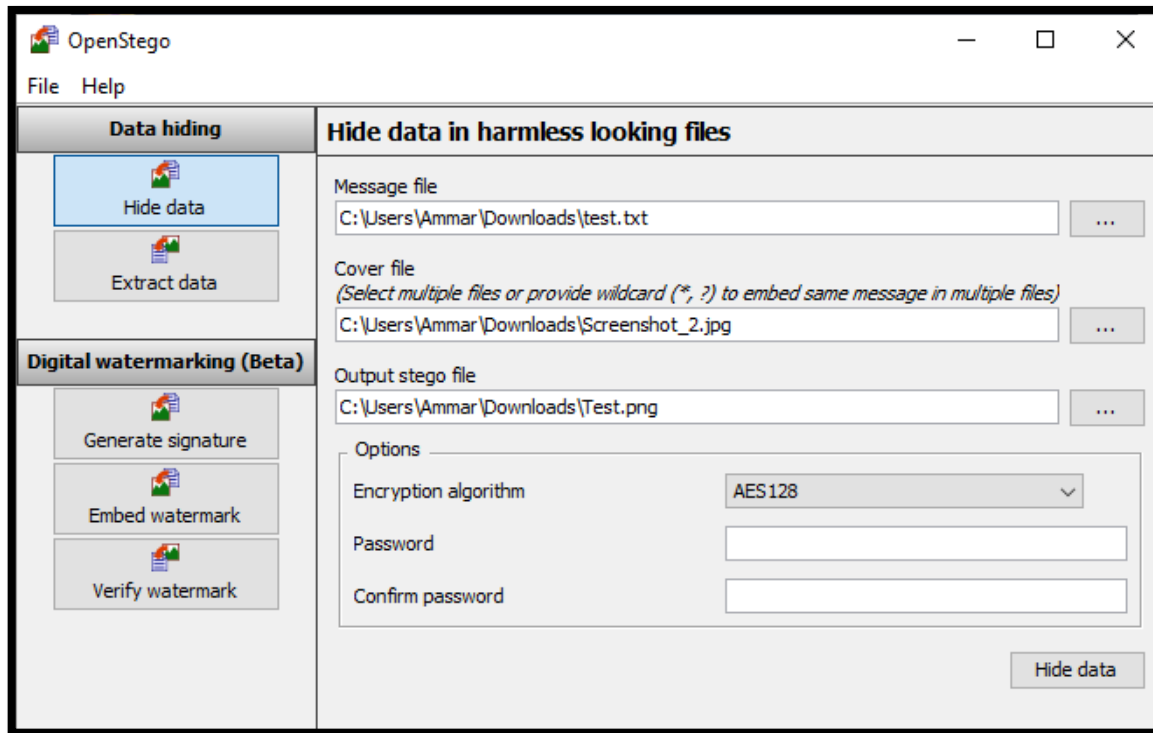 OpenStego
File Help
Data hiding
Hide data
Extract data
Digital watermarking (Beta)
Generate signature
Embed watermark
Verify watermark
Hide data in harmless looking files
Message file
C:\Users\Ammar\Downloads\test.txt
...
Cover file
(Select multiple files or provide wildcard (*, ?) to embed same message in multiple files)
C:\Users\Ammar\Downloads\Screenshot_2.jpg
...
Output stego file
C:\Users\Ammar\Downloads\Test.png
...
Options
Encryption algorithm
AES128
Password
Confirm password
Hide data